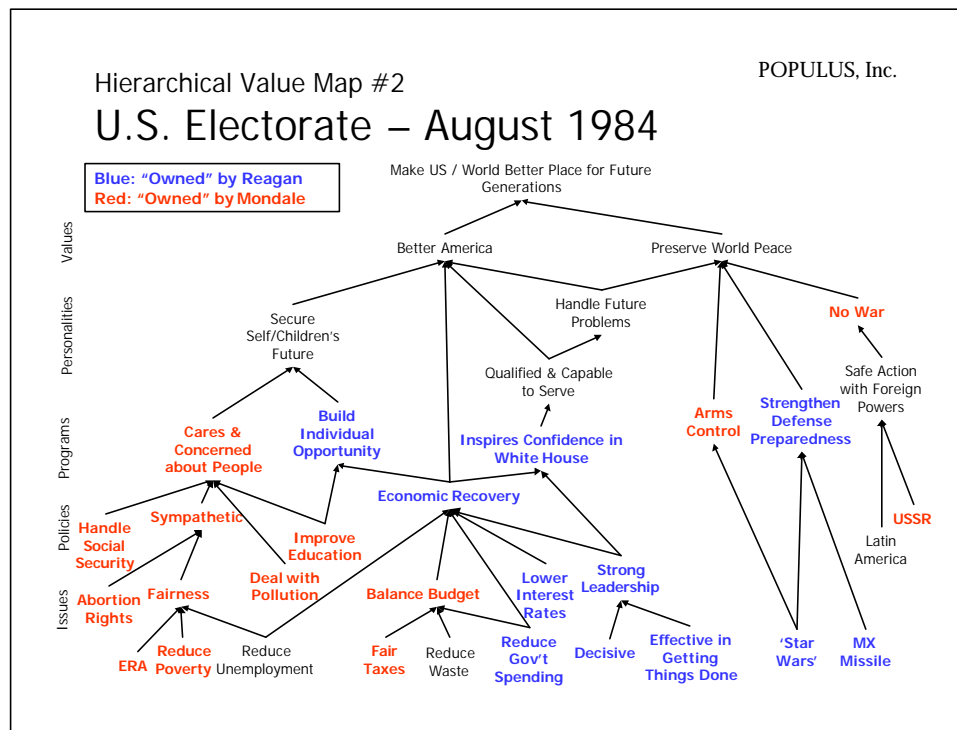 POPULUS, Inc.
Hierarchical Value Map #2
U.S. Electorate – August 1984
Blue: “Owned” by Reagan
Red: “Owned” by Mondale
Make US / World Better Place for Future
Generations
Values
Better America
Preserve World Peace
Personalities
Secure
Self/Children's
Future
Handle Future
Problems
No War
Qualified & Capable
to Serve
Safe Action
with Foreign
Powers
Programs
Cares &
Concerned
about People
Build
Individual
Opportunity
Inspires Confidence in
White House
Arms
Control
Strengthen
Defense
Preparedness
Economic Recovery
Policies
Handle
Social
Security
Sympathetic
Improve
Education
Deal with
Pollution
USSR
Latin
America
Issues
Abortion
Rights
Fairness
Balance Budget
Lower
Interest
Rates
Strong
Leadership
ERA
Reduce
Poverty
Reduce
Unemployment
Fair
Taxes
Reduce
Waste
Reduce
Gov't
Spending
Decisive
Effective in
Getting
Things Done
‘Star
Wars’
MX
Missile